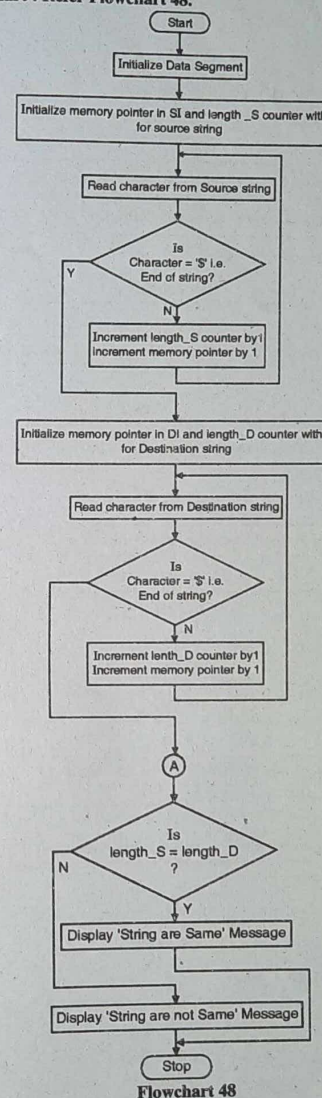 Refer Flowchart 48.
Start
Initialize Data Segment
Initialize memory pointer in SI and length _S counter with
for source string
Read character from Source string
Is
Character = '$' i.e.
End of string?
Y
N
Increment length_S counter by1
increment memory pointer by 1
Initialize memory pointer in DI and length_D counter with
for Destination string
Read character from Destination string
Is
Character = '$' i.e.
End of string?
N
Increment lenth_D counter by1
Increment memory pointer by 1
A
Is
length_S = length_D
?
N
Y
Display 'String are Same' Message
Display 'String are not Same' Message
Stop
Flowchart 48